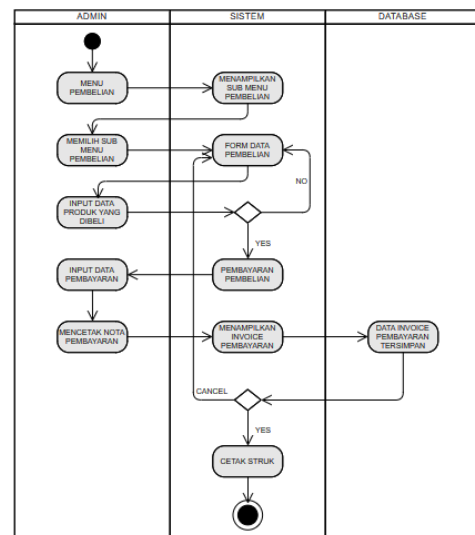 ADMIN
SISTEM
DATABASE
MENU
PEMBELIAN
MENAMPILKAN
SUB MENU
PEMBELIAN
MEMILIH SUB
MENU
PEMBELIAN
FORM DATA
PEMBELIAN
NO
INPUT DATA
PRODUK YANG
DIBELI
YES
INPUT DATA
PEMBAYARAN
PEMBAYARAN
PEMBELIAN
MENCETAK NOTA
PEMBAYARAN
MENAMPILKAN
INVOICE
PEMBAYARAN
DATA INVOICE
PEMBAYARAN
TERSIMPAN
CANCEL
YES
CETAK STRUK